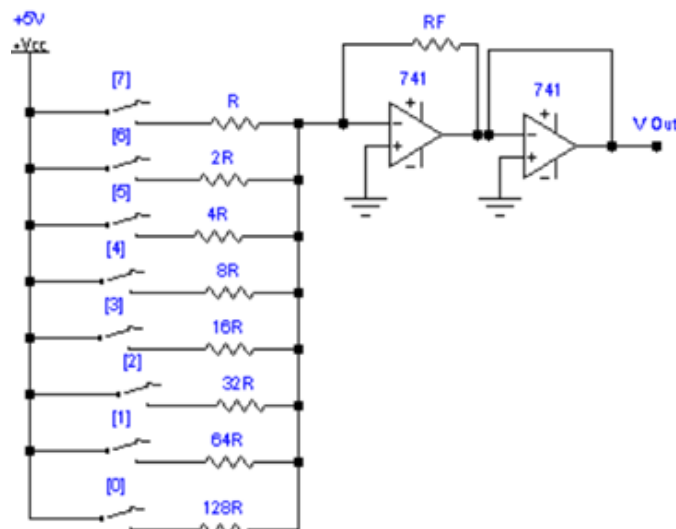 +5V
+Vcc
[7]
R
RF
741
741
V Out
[6]
2R
[5]
4R
[4]
8R
[3]
16R
[2]
32R
[1]
64R
[0]
128R